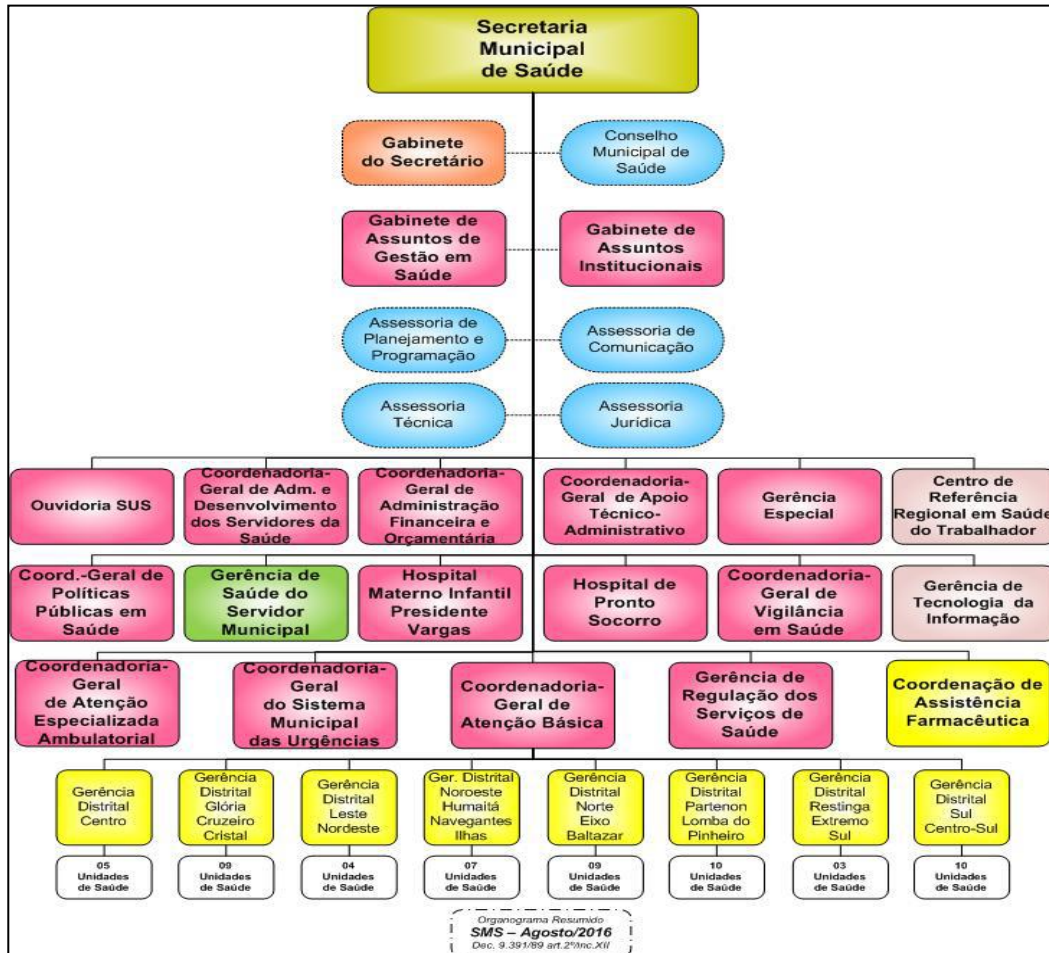 Secretaria
Municipal
de Saúde
Gabinete
do Secretário
Conselho
Municipal de
Saúde
Gabinete de
Assuntos de
Gestão em
Saúde
Gabinete de
Assuntos
Institucionais
Assessoria de
Planejamento e
Programação
Assessoria de
Comunicação
Assessoria
Técnica
Assessoria
Jurídica
Ouvidoria SUS
Coordenadoria-
Geral de Adm. e
Desenvolvimento
dos Servidores da
Saúde
Coordenadoria-
Geral de
Administração
Financeira e
Orçamentária
Coordenadoria-
Geral de Apoio
Técnico-
Administrativo
Gerência
Especial
Centro de
Referência
Regional em Saúde
do Trabalhador
Coord.-Geral de
Políticas
Públicas em
Saúde
Gerência de
Saúde do
Servidor
Municipal
Hospital
Materno Infantil
Presidente
Vargas
Hospital de
Pronto
Socorro
Coordenadoria-
Geral de
Vigilância
em Saúde
Gerência de
Tecnologia da
Informação
Coordenadoria-
Geral
de Atenção
Especializada
Ambulatorial
Coordenadoria-
Geral
do Sistema
Municipal
das Urgências
Coordenadoria-
Geral de
Atenção Básica
Gerência de
Regulação dos
Serviços de
Saúde
Coordenação de
Assistência
Farmacêutica
Gerência
Distrital
Centro
Gerência
Distrital
Glória
Cruzeiro
Cristal
Gerência
Distrital
Leste
Nordeste
Ger. Distrital
Noroeste
Humaitá
Navegantes
Ilhas
Gerência
Distrital
Norte
Eixo
Baltazar
Gerência
Distrital
Partenon
Lomba do
Pinheiro
Gerência
Distrital
Restinga
Extremo
Sul
Gerência
Distrital
Sul
Centro-Sul
05
Unidades
de Saúde
09
Unidades
de Saúde
04
Unidades
de Saúde
07
Unidades
de Saúde
09
Unidades
de Saúde
10
Unidades
de Saúde
03
Unidades
de Saúde
10
Unidades
de Saúde
Organograma Resumido
SMS – Agosto/2016
Dec. 9.391/89 art.2º/inc.XII